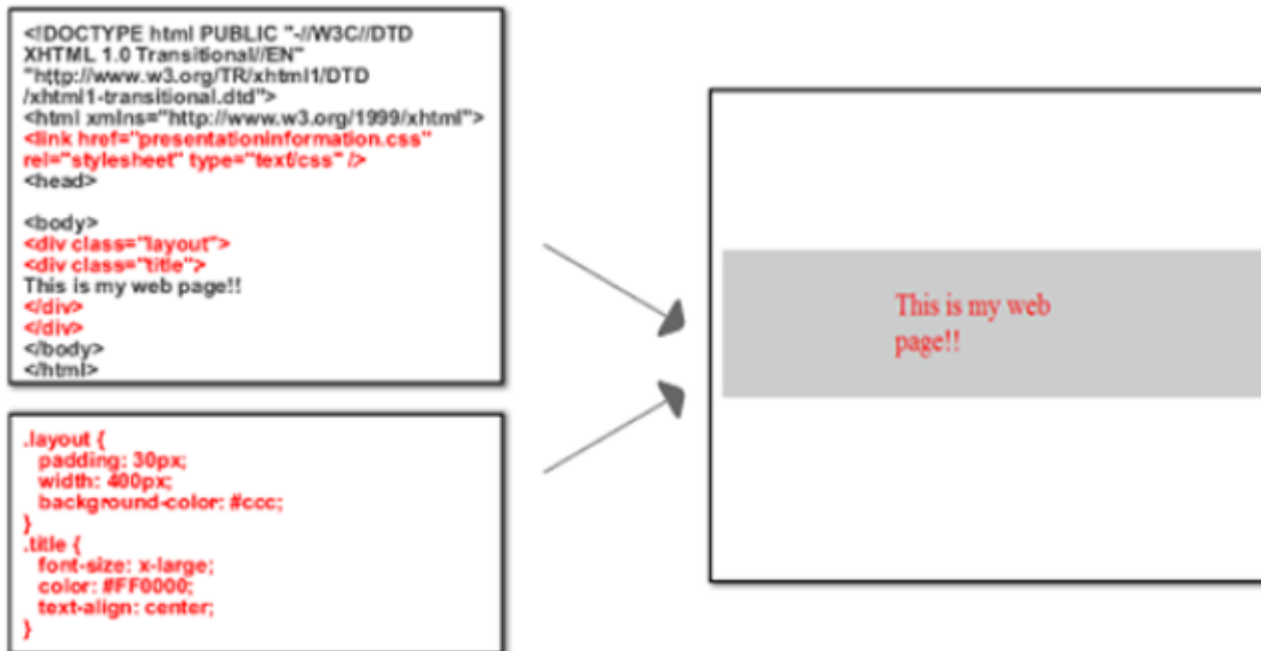 <!DOCTYPE html PUBLIC "-//W3C//DTD
XHTML 1.0 Transitional//EN"
"http://www.w3.org/TR/xhtml1/DTD
/xhtml1-transitional.dtd">
<html xmlns="http://www.w3.org/1999/xhtml">
<link href="presentationinformation.css"
rel="stylesheet" type="text/css" />
<head>
<body>
<div class="layout">
<div class="title">
This is my web page!!
</div>
</div>
</body>
</html>
.layout {
padding: 30px;
width: 400px;
background-color: #ccc;
}
.title {
font-size: x-large;
color: #FF0000;
text-align: center;
}
This is my web
page!!